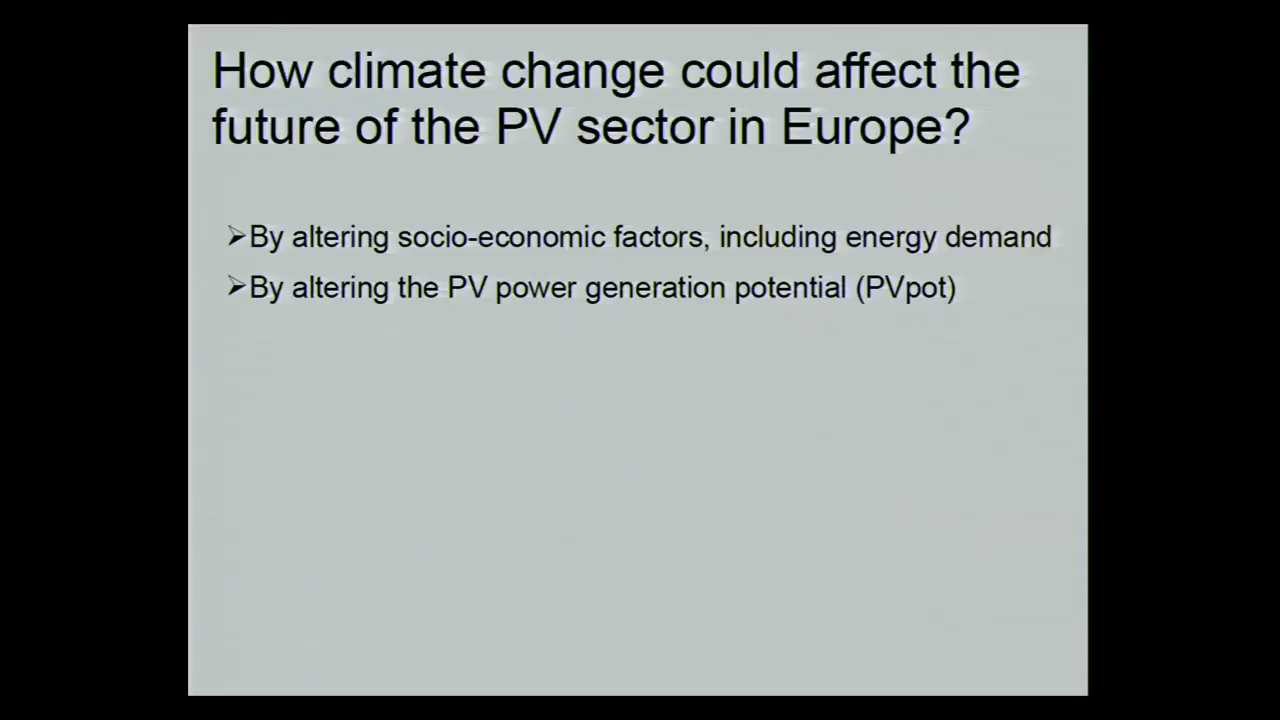 How climate change could affect the
future of the PV sector in Europe?
➢By altering socio-economic factors, including energy demand
➢By altering the PV power generation potential (PVpot)